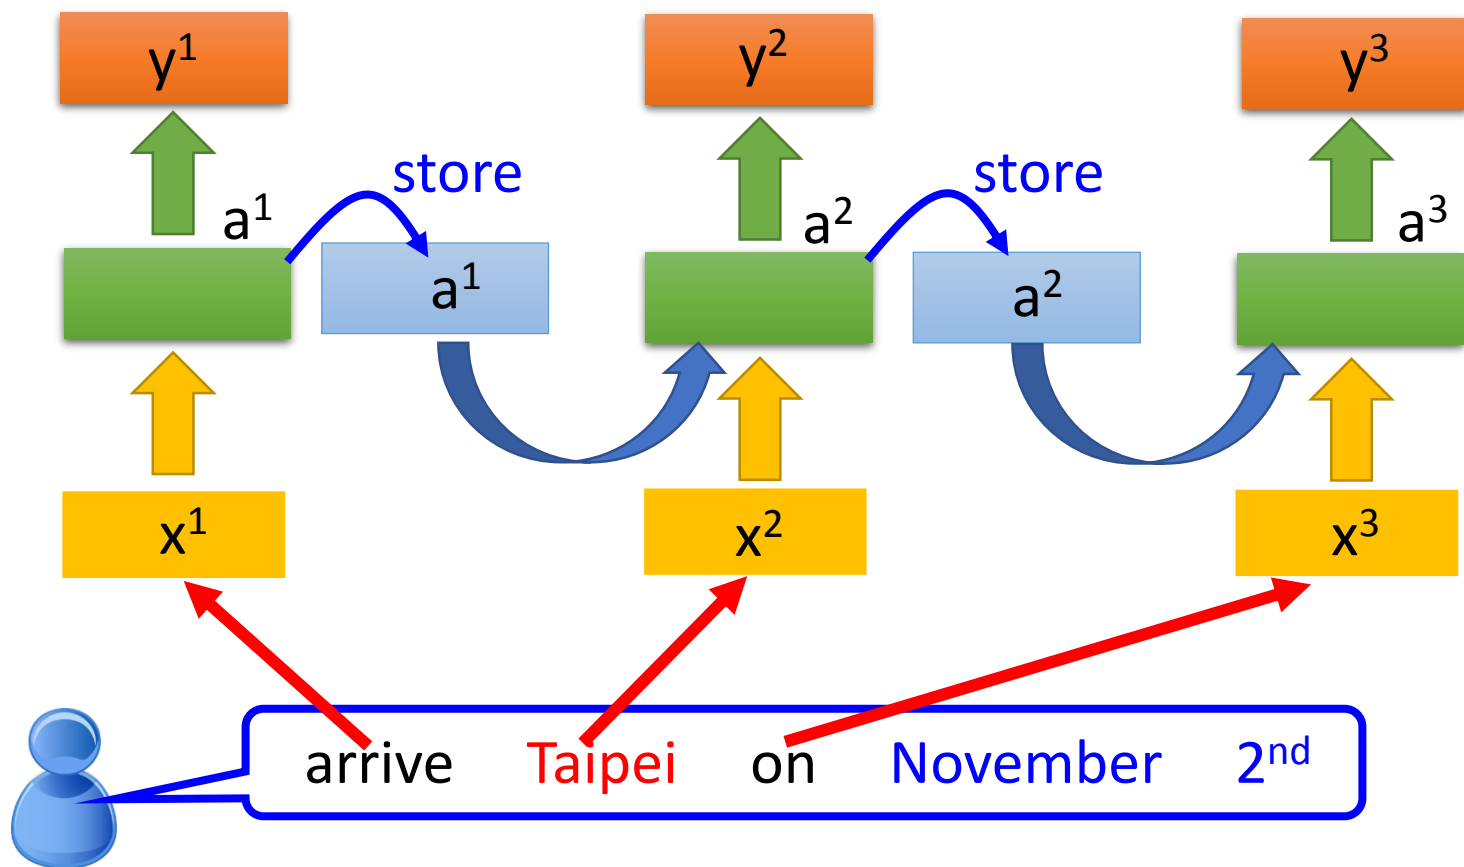 y¹ y² y³
store store
a¹ a² a³
a¹ a²
x¹ x² x³
arrive Taipei on November 2ⁿᵈ